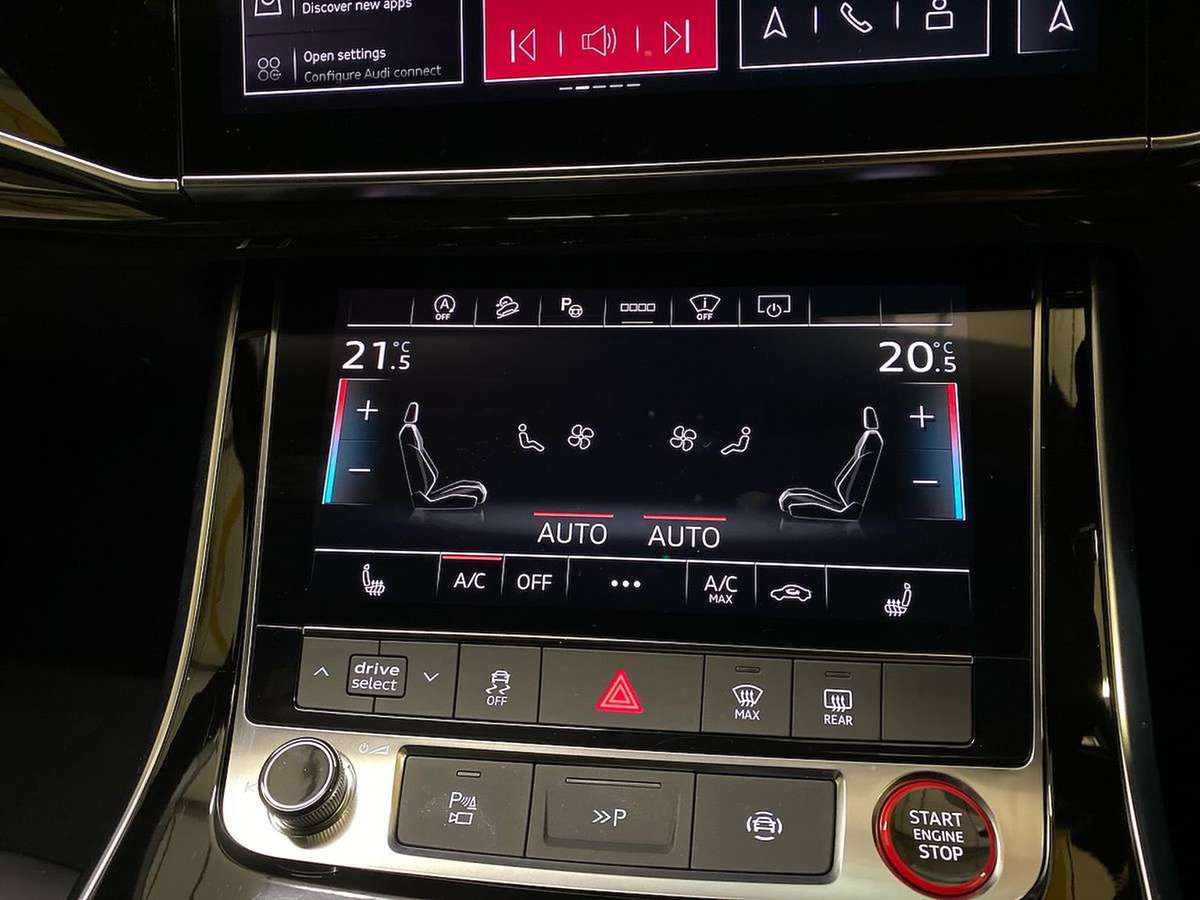 Discover new apps
Open settings
Configure Audi connect
A
OFF
P
i
OFF
21.5 °C
20.5 °C
+
+
−
−
AUTO AUTO
A/C OFF ••• A/C MAX
drive select
OFF
MAX
REAR
P
>>P
START
ENGINE
STOP